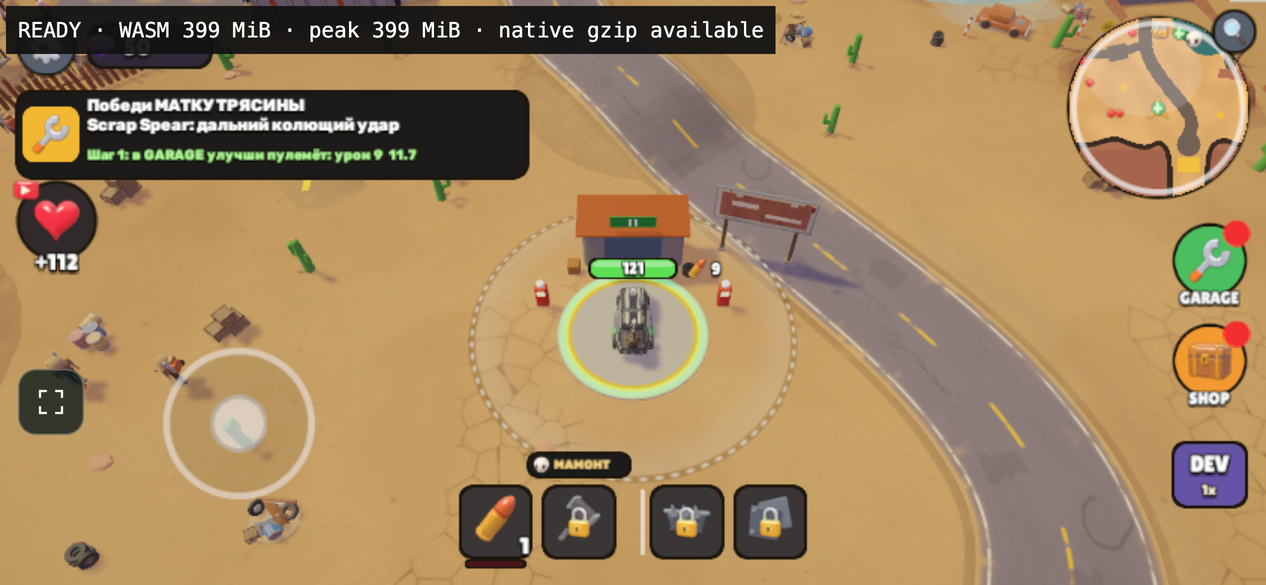 READY · WASM 399 MiB · peak 399 MiB · native gzip available
50
Победи МАТКУ ТРЯСИНЫ
Scrap Spear: дальний колющий удар
Шаг 1: в GARAGE улучши пулемёт: урон 9 11.7
+112
121
9
GARAGE
SHOP
DEV
1x
МАМОНТ
1